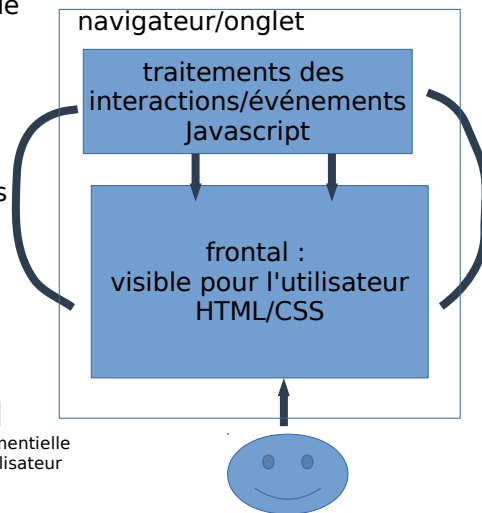 navigateur/onglet
traitements des
interactions/événements
Javascript
frontal :
visible pour l'utilisateur
HTML/CSS